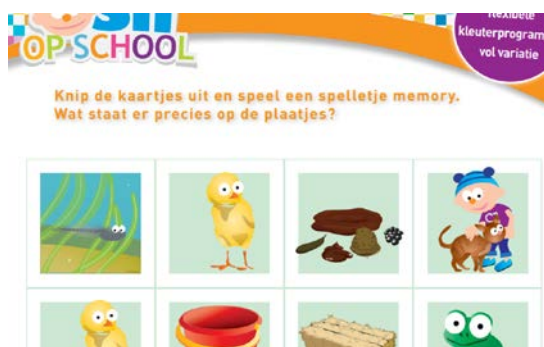 OP SCHOOL
kleuterprogram
vol variatie
Knip de kaartjes uit en speel een spelletje memory.
Wat staat er precies op de plaatjes?